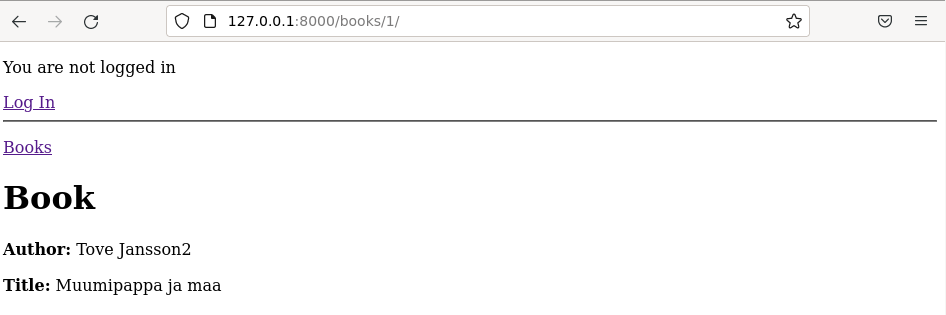 127.0.0.1:8000/books/1/
You are not logged in
Log In
Books
Book
Author: Tove Jansson2
Title: Muumipappa ja maa